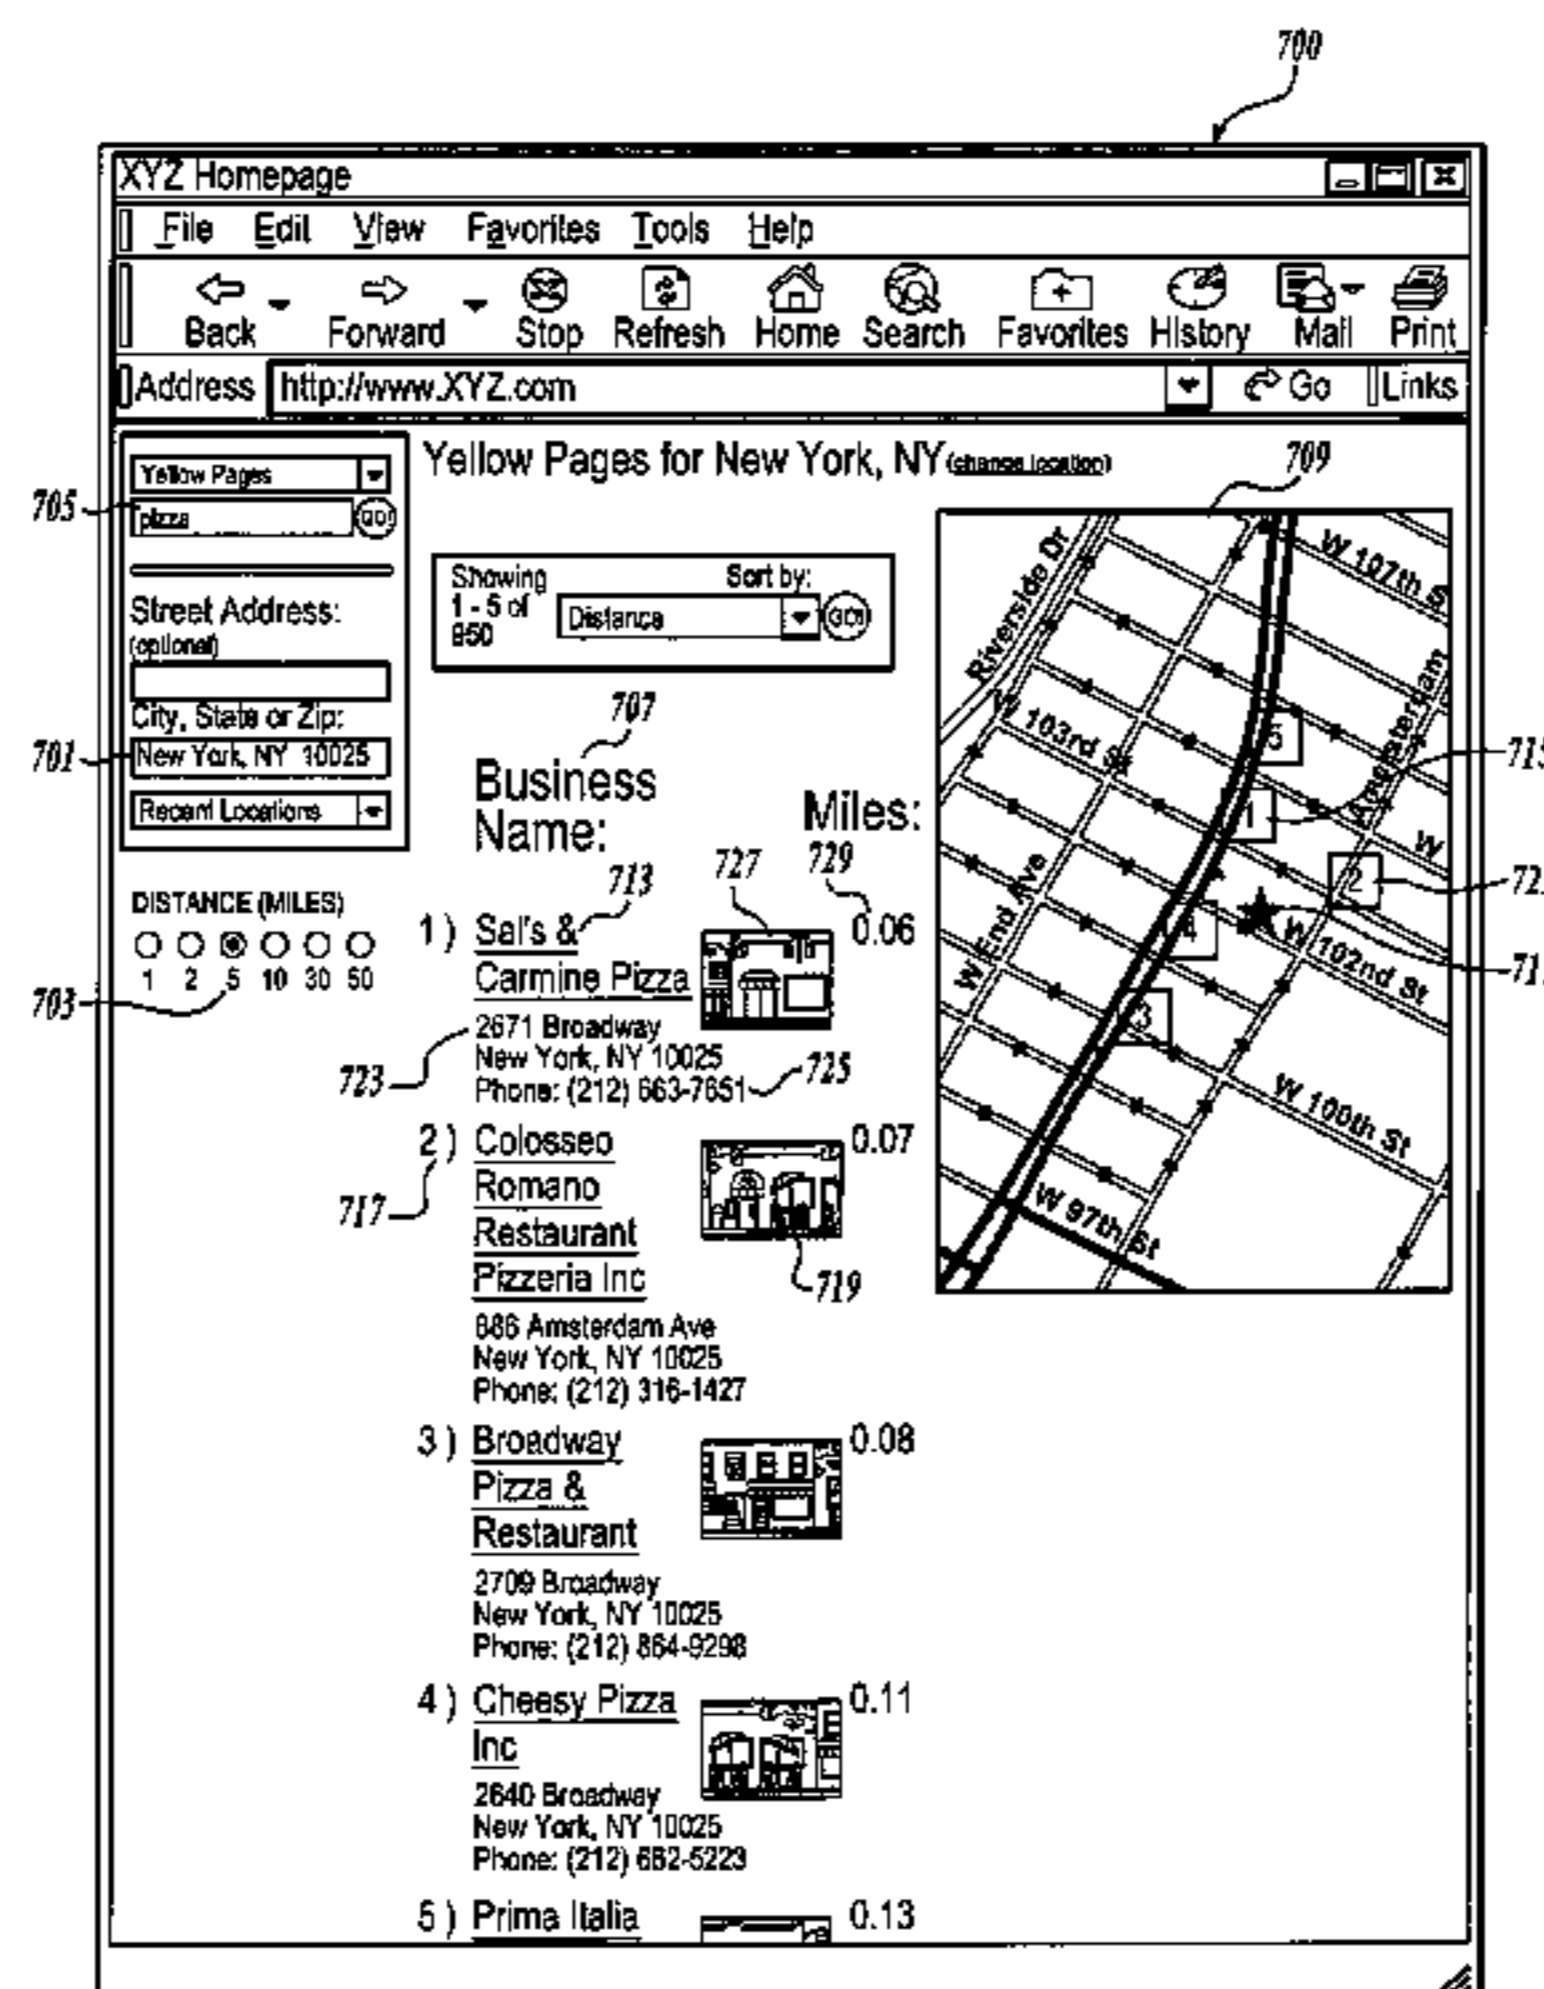 700
XYZ Homepage
File Edit View Favorites Tools Help
Back Forward Stop Refresh Home Search Favorites History Mail Print
Address http://www.XYZ.com Go Links
Yellow Pages
705
pizza GO!
Street Address:
(optional)
City, State or Zip:
701
New York, NY 10025
Recent Locations
DISTANCE (MILES)
1 2 5 10 30 50
703
Yellow Pages for New York, NY (change location)
709
Showing
1 - 5 of
850
Sort by:
Distance GO!
707
Business
Name:
Miles:
713
727
729
1 ) Sal's &
Carmine Pizza
0.06
2671 Broadway
New York, NY 10025
Phone: (212) 663-7651
723
725
2 ) Colosseo
Romano
Restaurant
Pizzeria Inc
0.07
717
719
886 Amsterdam Ave
New York, NY 10025
Phone: (212) 316-1427
3 ) Broadway
Pizza &
Restaurant
0.08
2709 Broadway
New York, NY 10025
Phone: (212) 864-9298
4 ) Cheesy Pizza
Inc
0.11
2640 Broadway
New York, NY 10025
Phone: (212) 662-5223
5 ) Prima Italia
0.13
Riverside Dr
W 107th S
W 103rd St
Amsterdam
W
W End Ave
W 102nd St
W 100th St
W 97th St
5
1
2
4
3